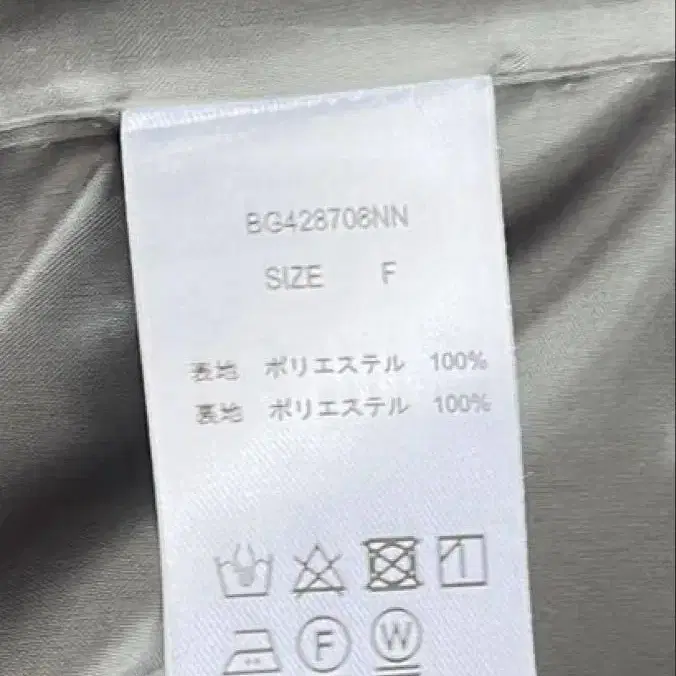 BG428708NN
SIZE F
表地 ポリエステル 100%
裏地 ポリエステル 100%
F W